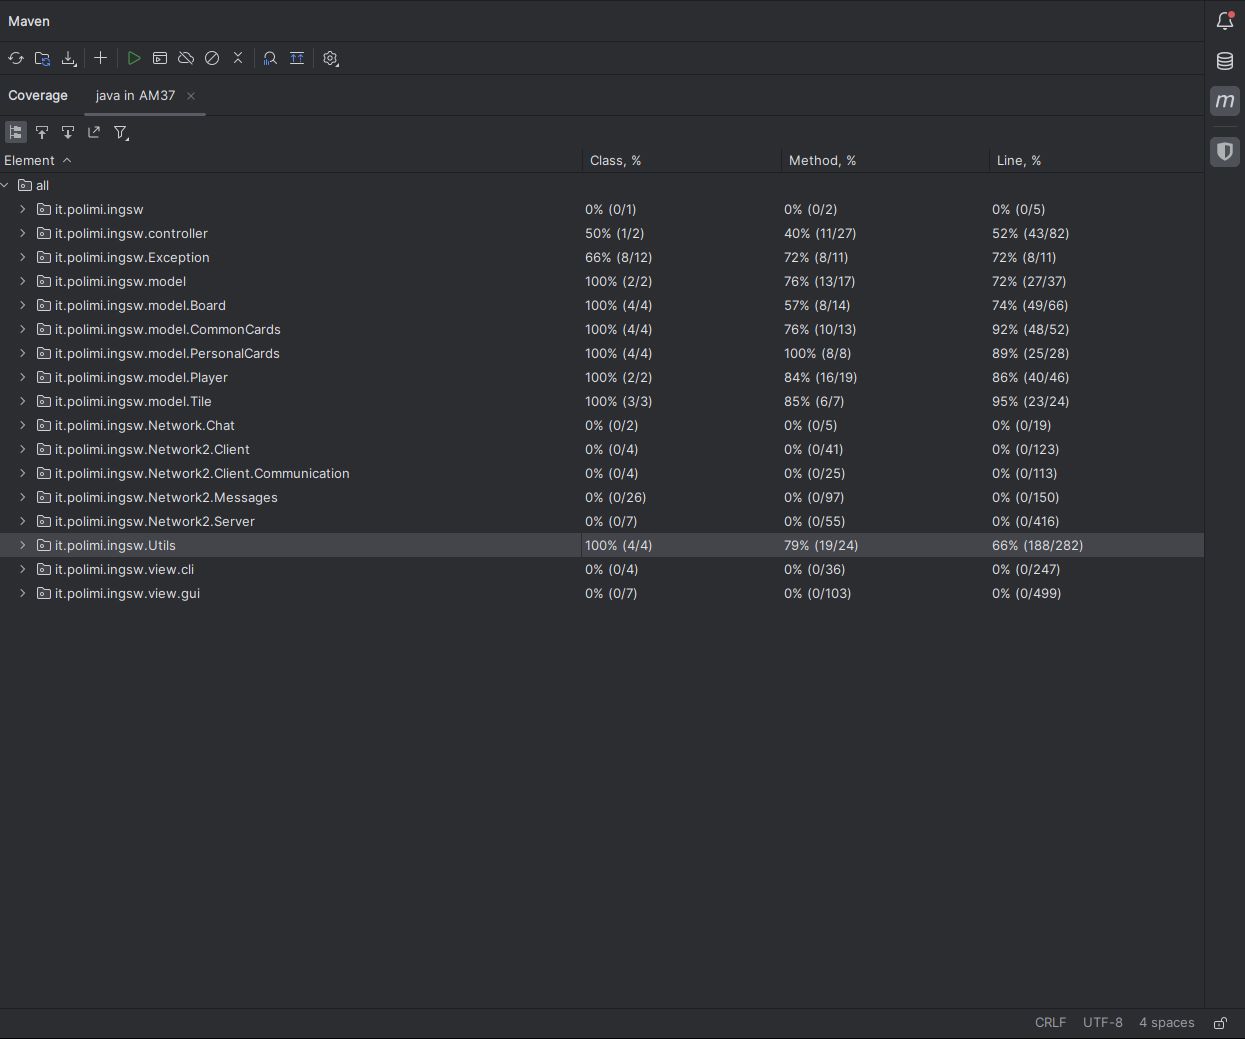 Maven
Coverage java in AM37
Element Class, % Method, % Line, %
all
it.polimi.ingsw 0% (0/1) 0% (0/2) 0% (0/5)
it.polimi.ingsw.controller 50% (1/2) 40% (11/27) 52% (43/82)
it.polimi.ingsw.Exception 66% (8/12) 72% (8/11) 72% (8/11)
it.polimi.ingsw.model 100% (2/2) 76% (13/17) 72% (27/37)
it.polimi.ingsw.model.Board 100% (4/4) 57% (8/14) 74% (49/66)
it.polimi.ingsw.model.CommonCards 100% (4/4) 76% (10/13) 92% (48/52)
it.polimi.ingsw.model.PersonalCards 100% (4/4) 100% (8/8) 89% (25/28)
it.polimi.ingsw.model.Player 100% (2/2) 84% (16/19) 86% (40/46)
it.polimi.ingsw.model.Tile 100% (3/3) 85% (6/7) 95% (23/24)
it.polimi.ingsw.Network.Chat 0% (0/2) 0% (0/5) 0% (0/19)
it.polimi.ingsw.Network2.Client 0% (0/4) 0% (0/41) 0% (0/123)
it.polimi.ingsw.Network2.Client.Communication 0% (0/4) 0% (0/25) 0% (0/113)
it.polimi.ingsw.Network2.Messages 0% (0/26) 0% (0/97) 0% (0/150)
it.polimi.ingsw.Network2.Server 0% (0/7) 0% (0/55) 0% (0/416)
it.polimi.ingsw.Utils 100% (4/4) 79% (19/24) 66% (188/282)
it.polimi.ingsw.view.cli 0% (0/4) 0% (0/36) 0% (0/247)
it.polimi.ingsw.view.gui 0% (0/7) 0% (0/103) 0% (0/499)
CRLF UTF-8 4 spaces